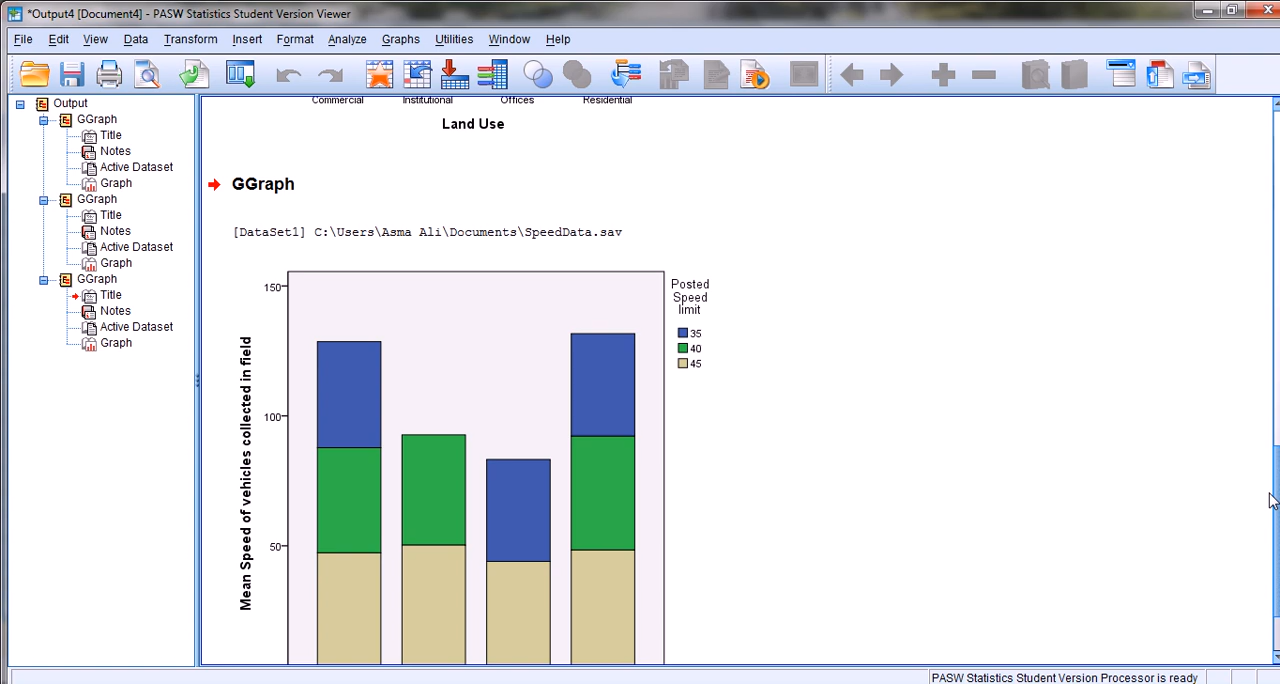 *Output4 [Document4] - PASW Statistics Student Version Viewer
File Edit View Data Transform Insert Format Analyze Graphs Utilities Window Help
Output
GGraph
Title
Notes
Active Dataset
Graph
GGraph
Title
Notes
Active Dataset
Graph
GGraph
Title
Notes
Active Dataset
Graph
Commercial Institutional Offices Residential
Land Use
GGraph
[DataSet1] C:\Users\Asma Ali\Documents\SpeedData.sav
Mean Speed of vehicles collected in field
150
100
50
Posted
Speed
limit
35
40
45
PASW Statistics Student Version Processor is ready